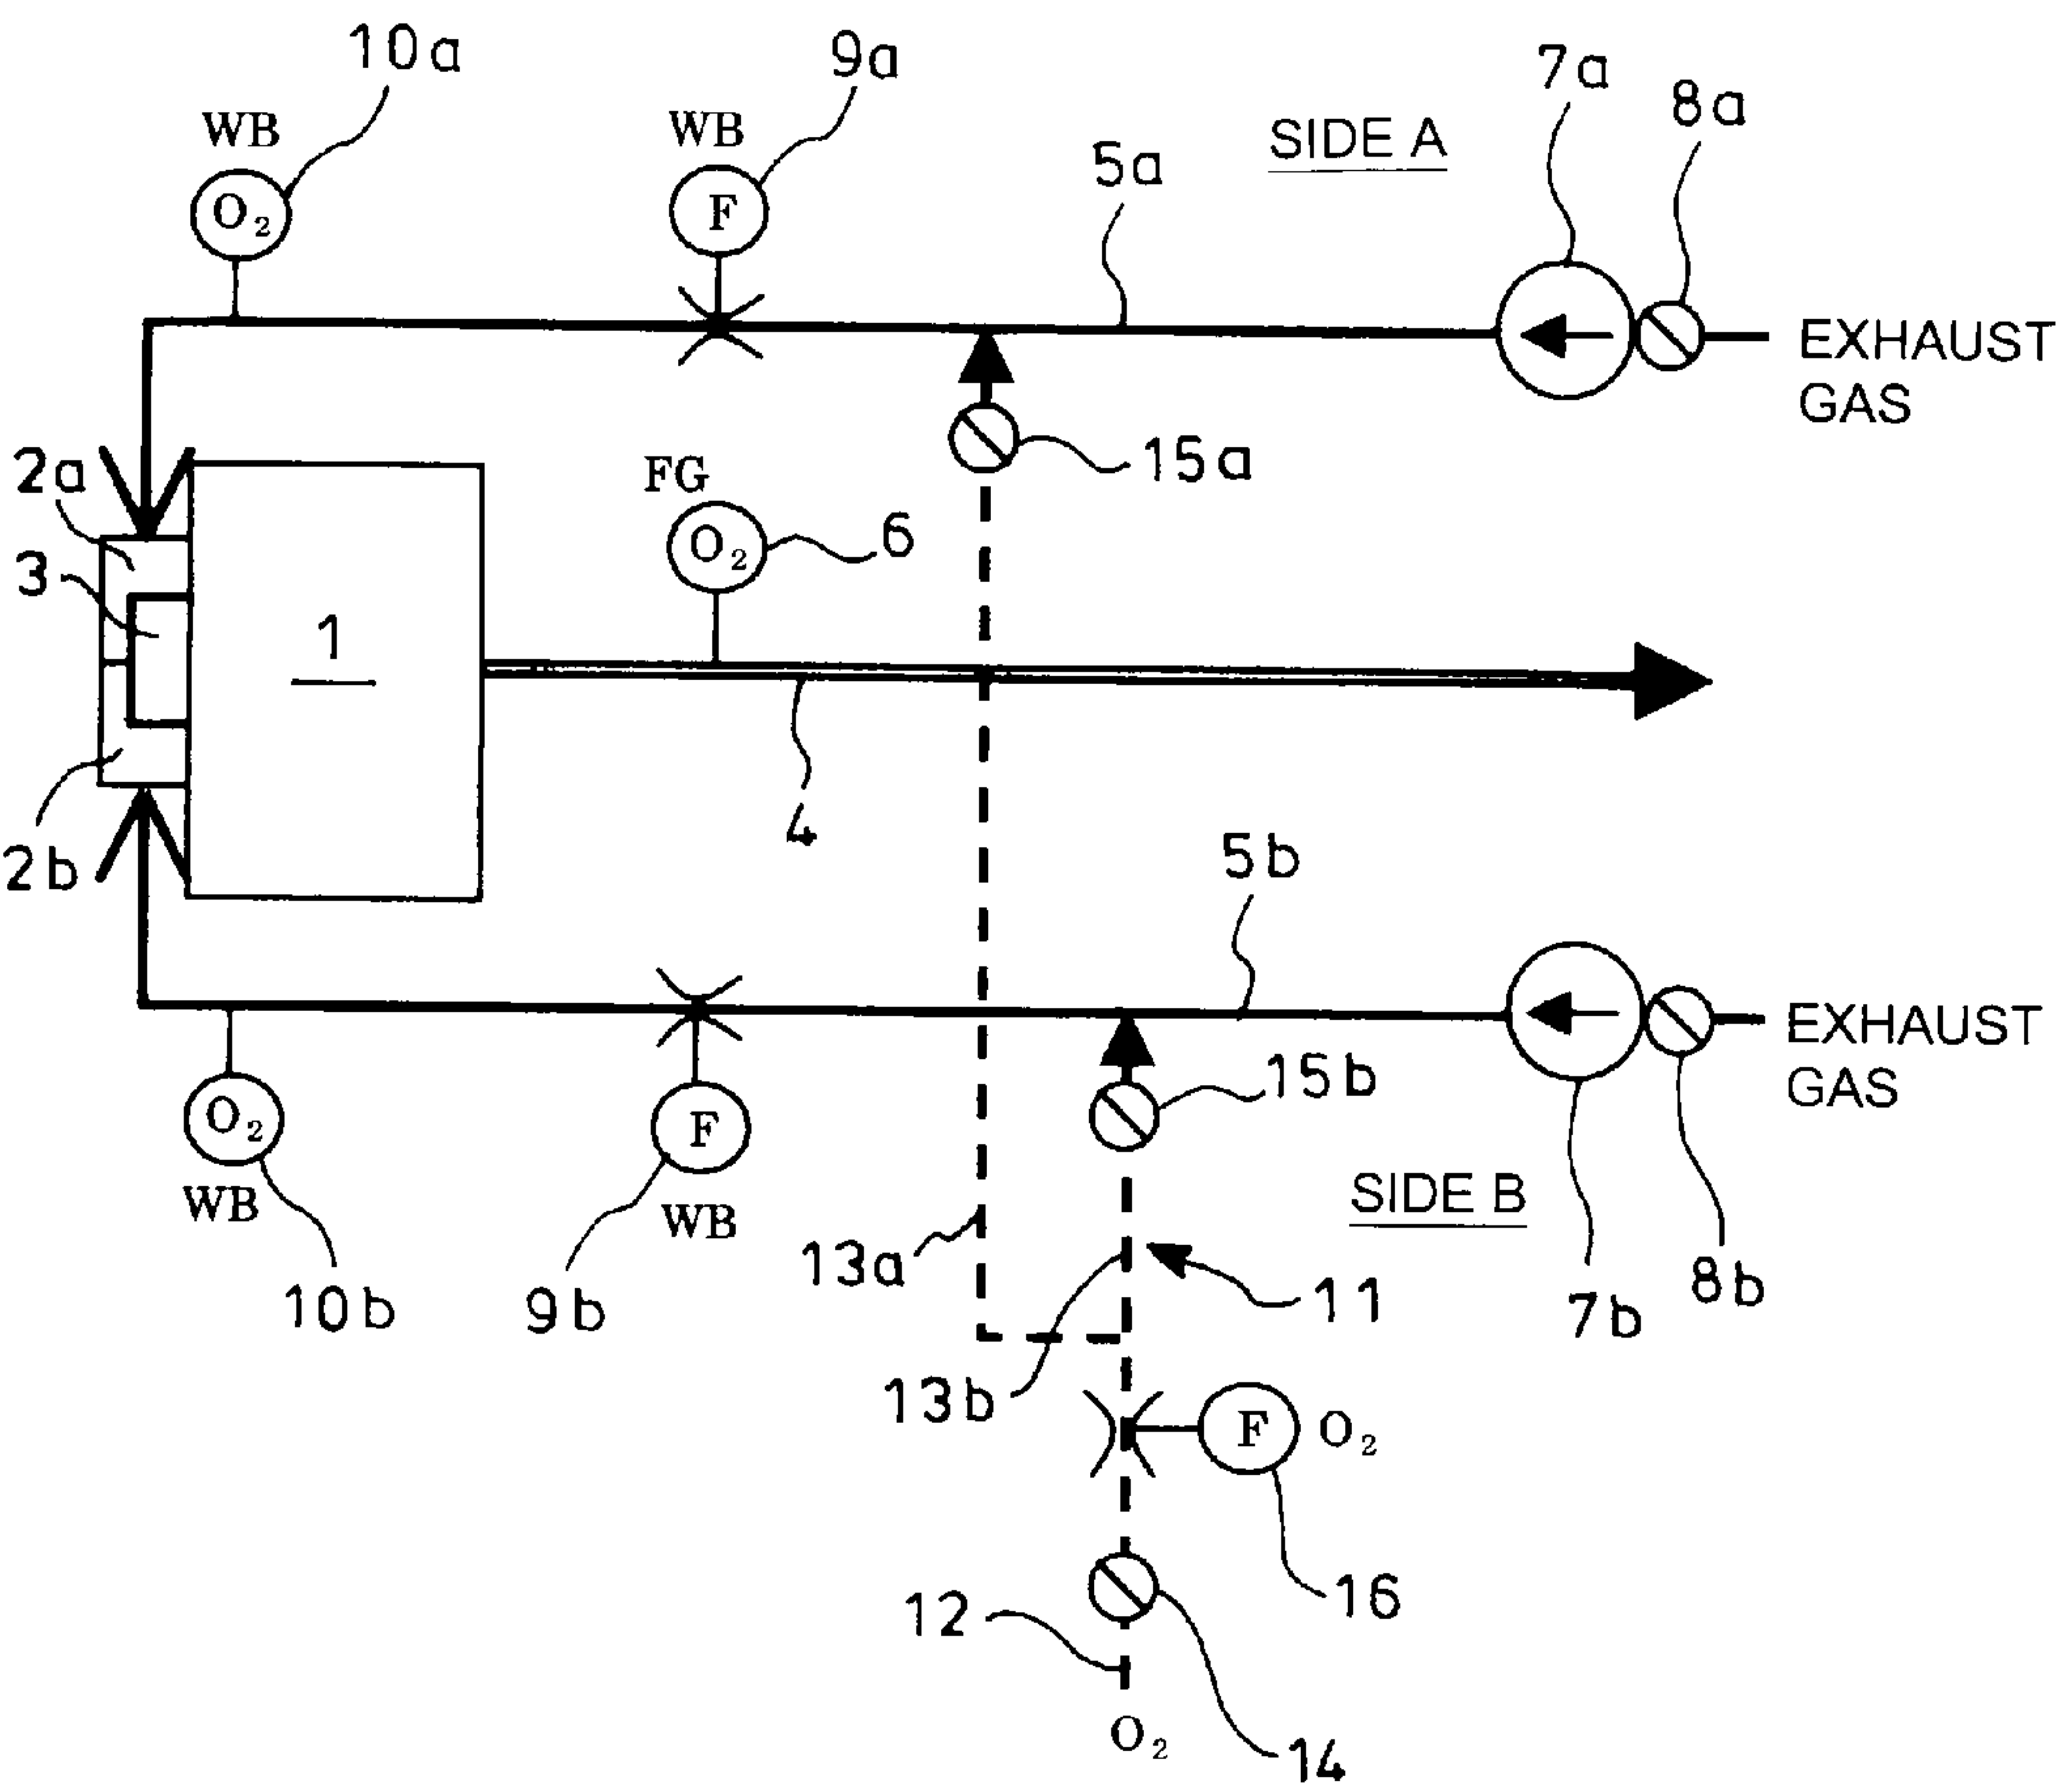 10a
9a
7a
8a
WB
WB
SIDE A
5a
O2
F
EXHAUST
GAS
2a
15a
FG
6
O2
3
1
4
2b
5b
EXHAUST
GAS
15b
O2
F
WB
WB
SIDE B
13a
11
8b
10b
9b
7b
13b
F
O2
16
12
O2
14